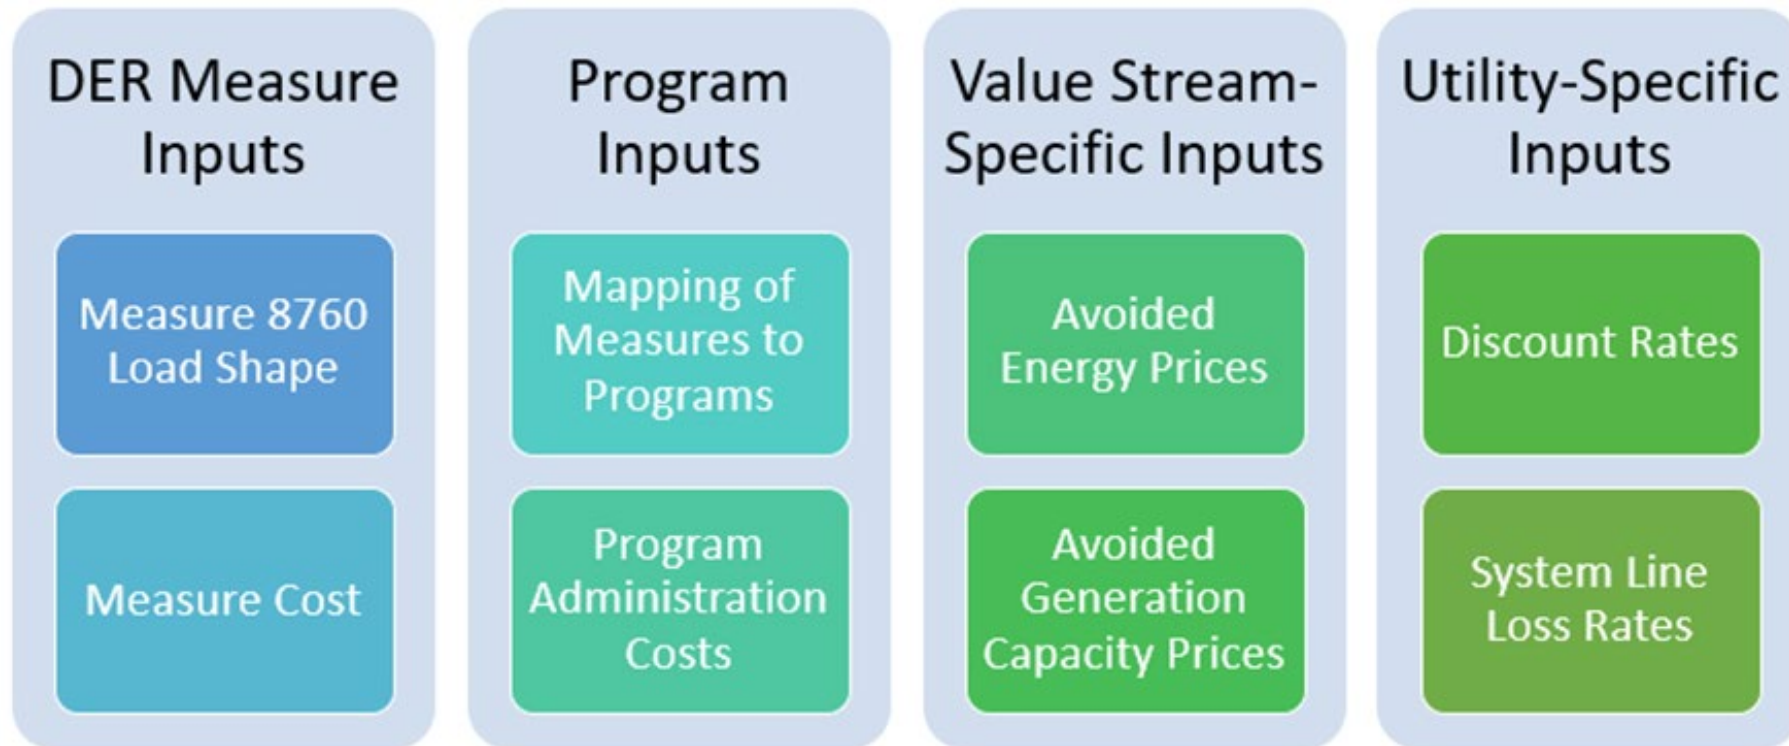 DER Measure
Inputs
Measure 8760
Load Shape
Measure Cost
Program
Inputs
Mapping of
Measures to
Programs
Program
Administration
Costs
Value Stream-
Specific Inputs
Avoided
Energy Prices
Avoided
Generation
Capacity Prices
Utility-Specific
Inputs
Discount Rates
System Line
Loss Rates